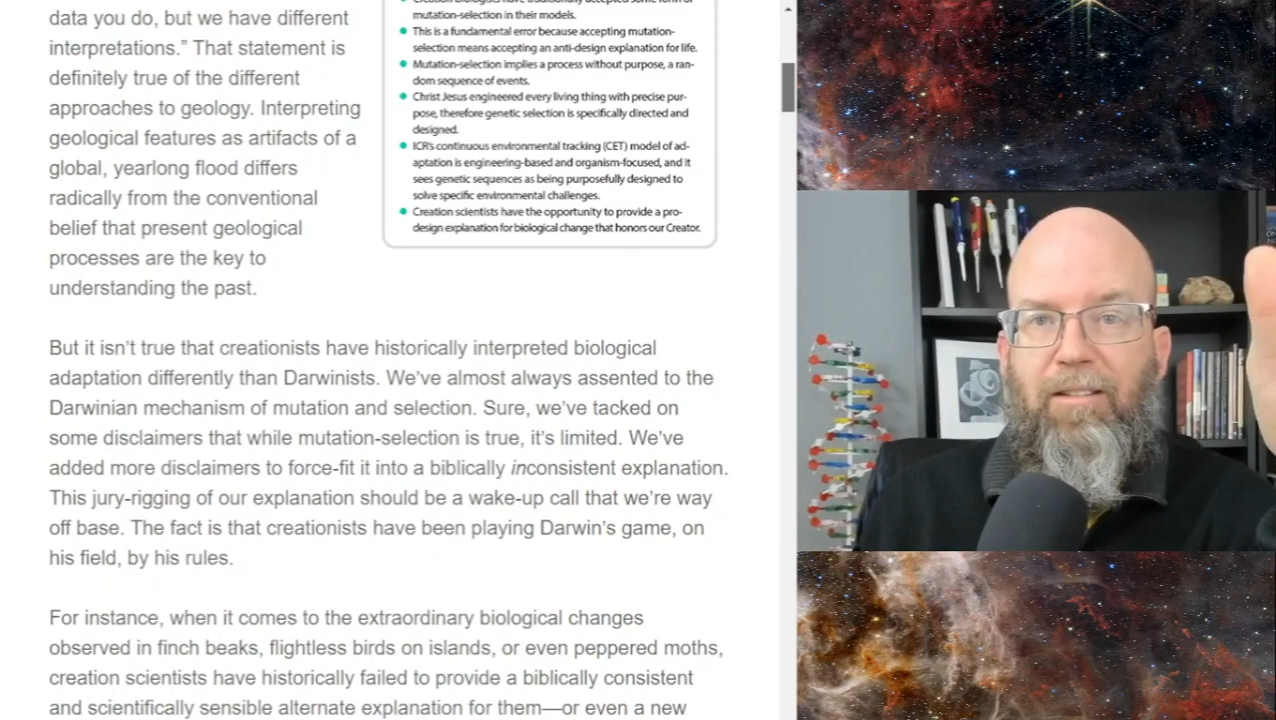 data you do, but we have different
interpretations.” That statement is
definitely true of the different
approaches to geology. Interpreting
geological features as artifacts of a
global, yearlong flood differs
radically from the conventional
belief that present geological
processes are the key to
understanding the past.
mutation-selection in their models.
This is a fundamental error because accepting mutation-
selection means accepting an anti-design explanation for life.
Mutation-selection implies a process without purpose, a ran-
dom sequence of events.
Christ Jesus engineered every living thing with precise pur-
pose, therefore genetic selection is specifically directed and
designed.
ICR’s continuous environmental tracking (CET) model of ad-
aptation is engineering-based and organism-focused, and it
sees genetic sequences as being purposefully designed to
solve specific environmental challenges.
Creation scientists have the opportunity to provide a pro-
design explanation for biological change that honors our Creator.
But it isn’t true that creationists have historically interpreted biological
adaptation differently than Darwinists. We’ve almost always assented to the
Darwinian mechanism of mutation and selection. Sure, we’ve tacked on
some disclaimers that while mutation-selection is true, it’s limited. We’ve
added more disclaimers to force-fit it into a biblically inconsistent explanation.
This jury-rigging of our explanation should be a wake-up call that we’re way
off base. The fact is that creationists have been playing Darwin’s game, on
his field, by his rules.
For instance, when it comes to the extraordinary biological changes
observed in finch beaks, flightless birds on islands, or even peppered moths,
creation scientists have historically failed to provide a biblically consistent
and scientifically sensible alternate explanation for them—or even a new